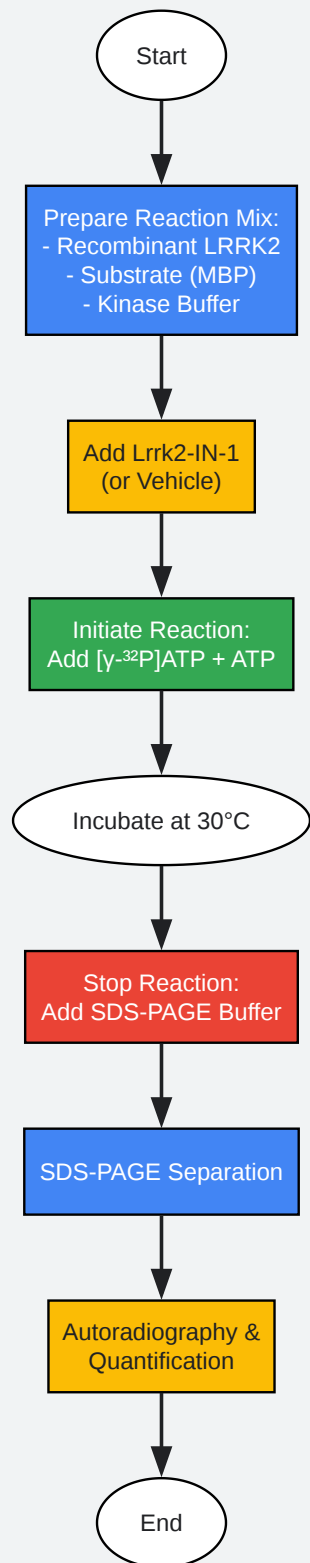 Start
Prepare Reaction Mix:
- Recombinant LRRK2
- Substrate (MBP)
- Kinase Buffer
Add Lrrk2-IN-1
(or Vehicle)
Initiate Reaction:
Add [γ-³²P]ATP + ATP
Incubate at 30°C
Stop Reaction:
Add SDS-PAGE Buffer
SDS-PAGE Separation
Autoradiography &
Quantification
End